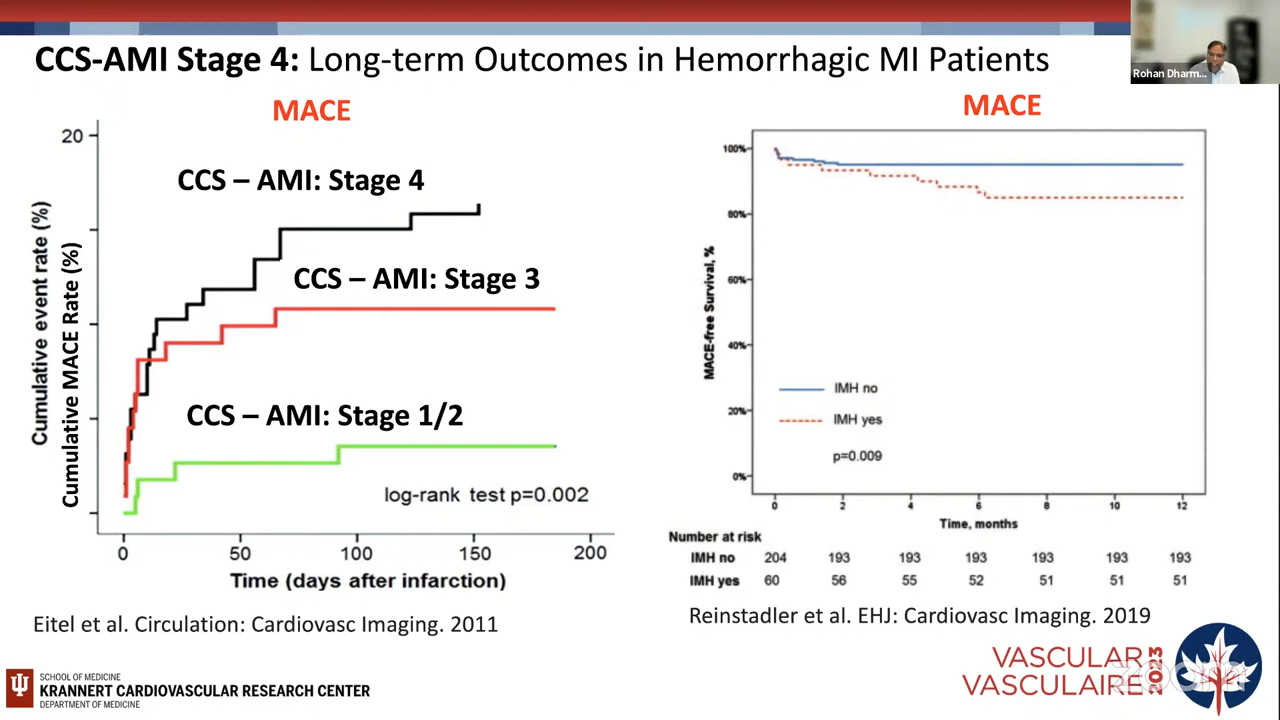 CCS-AMI Stage 4: Long-term Outcomes in Hemorrhagic MI Patients
Rohan Dharm...
MACE
20
Cumulative event rate (%)
Cumulative MACE Rate (%)
CCS – AMI: Stage 4
CCS – AMI: Stage 3
CCS – AMI: Stage 1/2
log-rank test p=0.002
0 50 100 150 200
Time (days after infarction)
Eitel et al. Circulation: Cardiovasc Imaging. 2011
MACE
100%
80%
60%
40%
20%
0%
MACE-free Survival, %
IMH no
IMH yes
p=0.009
0 2 4 6 8 10 12
Time, months
Number at risk
IMH no 204 193 193 193 193 193 193
IMH yes 60 56 55 52 51 51 51
Reinstadler et al. EHJ: Cardiovasc Imaging. 2019
SCHOOL OF MEDICINE
KRANNERT CARDIOVASCULAR RESEARCH CENTER
DEPARTMENT OF MEDICINE
VASCULAR
VASCULAIRE
2023
zoom